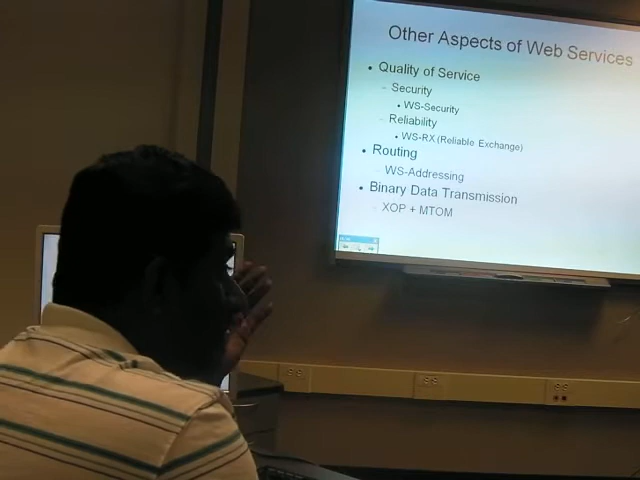 Other Aspects of Web Services
• Quality of Service
– Security
• WS-Security
– Reliability
• WS-RX (Reliable Exchange)
• Routing
– WS-Addressing
• Binary Data Transmission
– XOP + MTOM